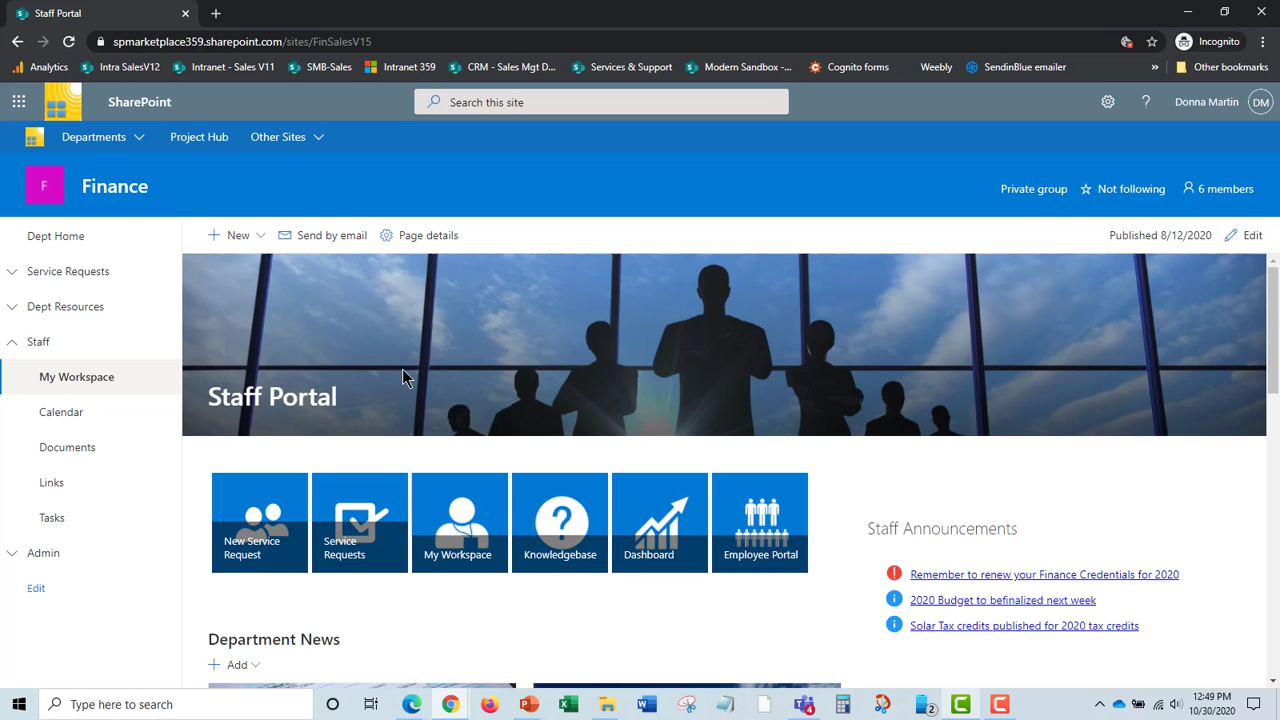 Staff Portal
spmarketplace359.sharepoint.com/sites/FinSalesV15
Incognito
Analytics
Intra SalesV12
Intranet - Sales V11
SMB-Sales
Intranet 359
CRM - Sales Mgt D...
Services & Support
Modern Sandbox -...
Cognito forms
Weebly
SendinBlue emailer
»
Other bookmarks
SharePoint
Search this site
?
Donna Martin
DM
Departments
Project Hub
Other Sites
F
Finance
Private group
Not following
6 members
Dept Home
Service Requests
Dept Resources
Staff
My Workspace
Calendar
Documents
Links
Tasks
Admin
Edit
New
Send by email
Page details
Published 8/12/2020
Edit
Staff Portal
New Service
Request
Service
Requests
My Workspace
?
Knowledgebase
Dashboard
Employee Portal
Staff Announcements
Remember to renew your Finance Credentials for 2020
2020 Budget to befinalized next week
Solar Tax credits published for 2020 tax credits
Department News
Add
Type here to search
4
2
12:49 PM
10/30/2020